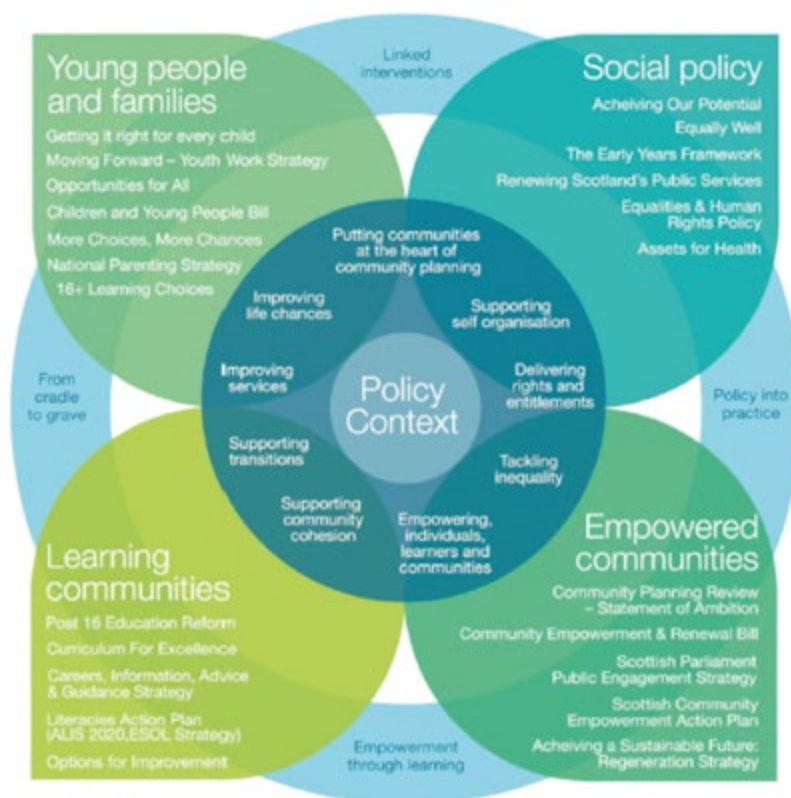 Linked
interventions
Young people
and families
Getting it right for every child
Moving Forward – Youth Work Strategy
Opportunities for All
Children and Young People Bill
More Choices, More Chances
National Parenting Strategy
16+ Learning Choices
Social policy
Acheiving Our Potential
Equally Well
The Early Years Framework
Renewing Scotland's Public Services
Equalities & Human
Rights Policy
Assets for Health
Putting communities
at the heart of
community planning
Improving
life chances
Supporting
self organisation
Improving
services
Delivering
rights and
entitlements
Policy
Context
Supporting
transitions
Tackling
inequality
Supporting
community
cohesion
Empowering,
individuals,
learners and
communities
From
cradle
to grave
Policy into
practice
Learning
communities
Post 16 Education Reform
Curriculum For Excellence
Careers, Information, Advice
& Guidance Strategy
Literacies Action Plan
(ALIS 2020,ESOL Strategy)
Options for Improvement
Empowered
communities
Community Planning Review
– Statement of Ambition
Community Empowerment & Renewal Bill
Scottish Parliament
Public Engagement Strategy
Scottish Community
Empowerment Action Plan
Acheiving a Sustainable Future:
Regeneration Strategy
Empowerment
through learning